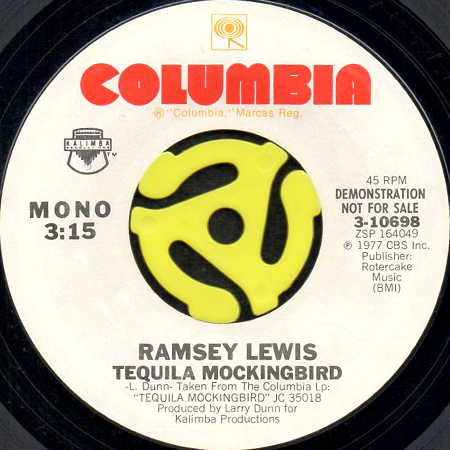 COLUMBIA
® "Columbia," Marcas Reg.
KALIMBA
TM
MONO
3:15
45 RPM
DEMONSTRATION
NOT FOR SALE
3-10698
ZSP 164049
℗ 1977 CBS Inc.
Publisher:
Rotercake
Music
(BMI)
RAMSEY LEWIS
TEQUILA MOCKINGBIRD
-L. Dunn- Taken From The Columbia Lp:
"TEQUILA MOCKINGBIRD" JC 35018
Produced by Larry Dunn for
Kalimba Productions